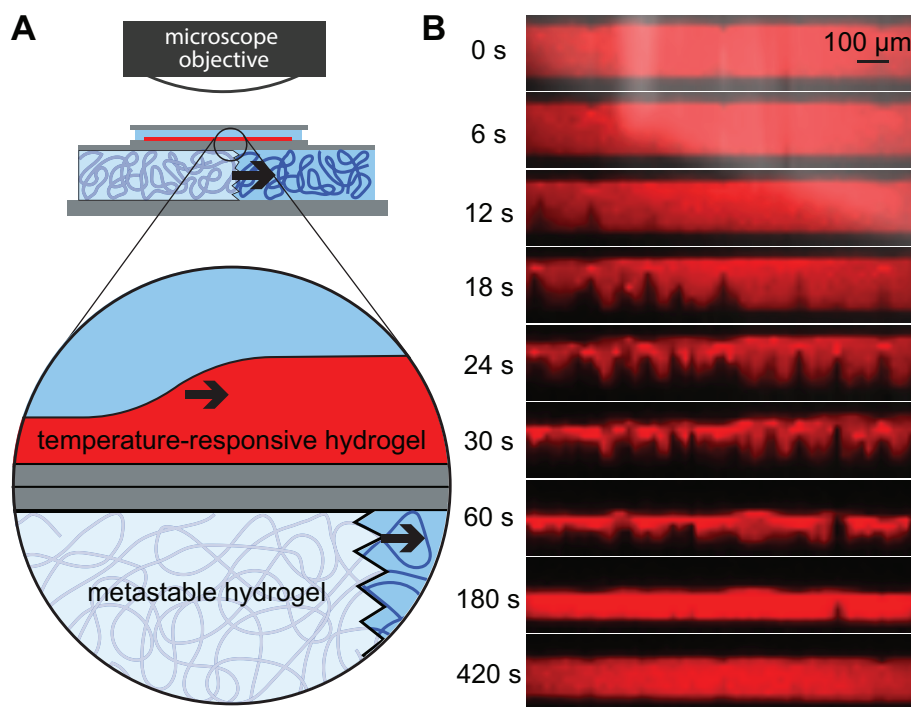 A
microscope
objective
temperature-responsive hydrogel
metastable hydrogel
B
0 s
100 µm
6 s
12 s
18 s
24 s
30 s
60 s
180 s
420 s